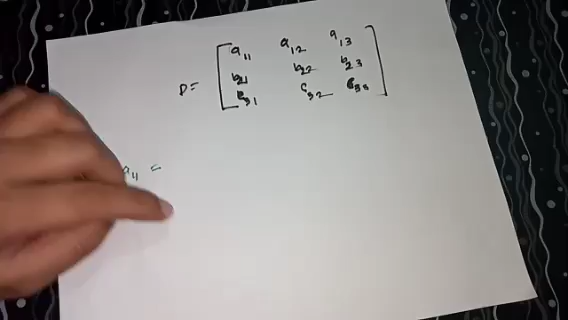 D = [ a₁₁ a₁₂ a₁₃
b₂₁ b₂₂ b₂₃
c₃₁ c₃₂ c₃₃ ]
a₁₁ =